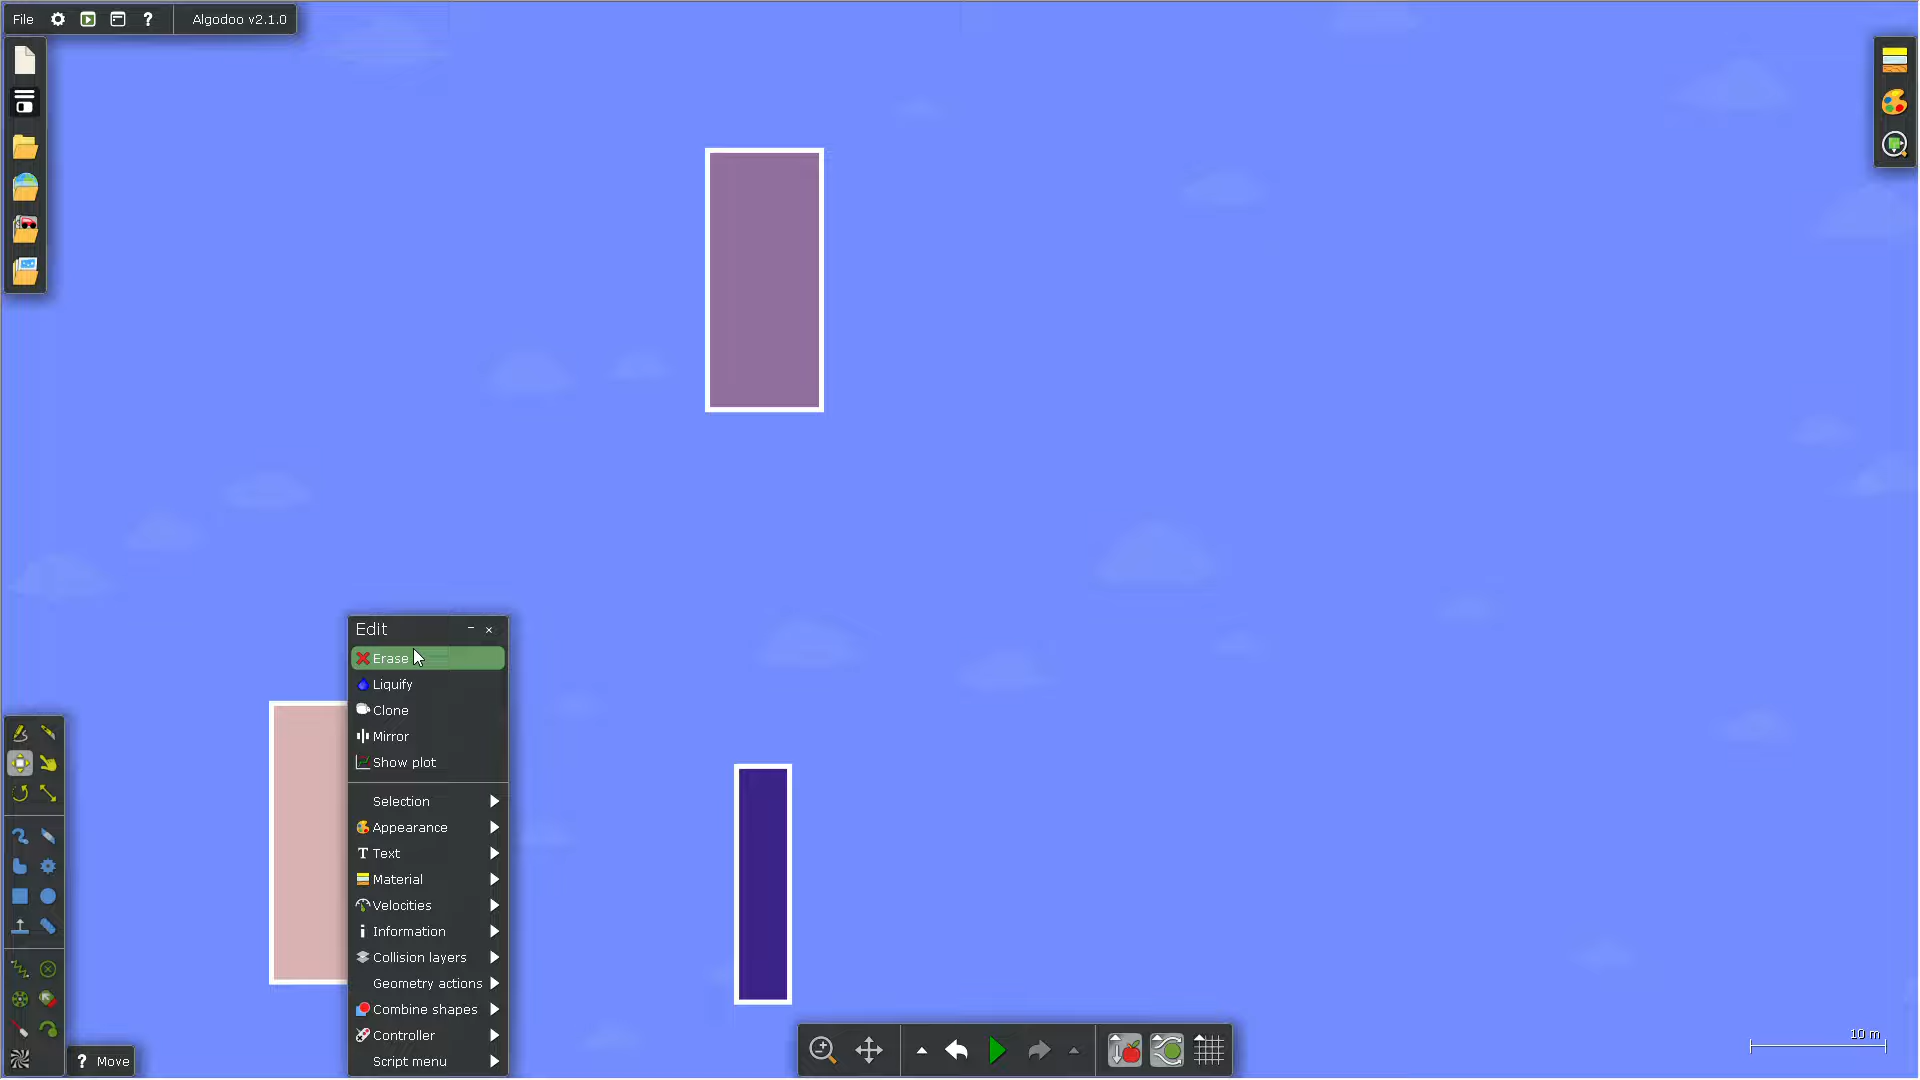 File ? Algodoo v2.1.0
Edit
Erase
Liquify
Clone
Mirror
Show plot
Selection
Appearance
T Text
Material
Velocities
i Information
Collision layers
Geometry actions
Combine shapes
Controller
Script menu
? Move
10 m